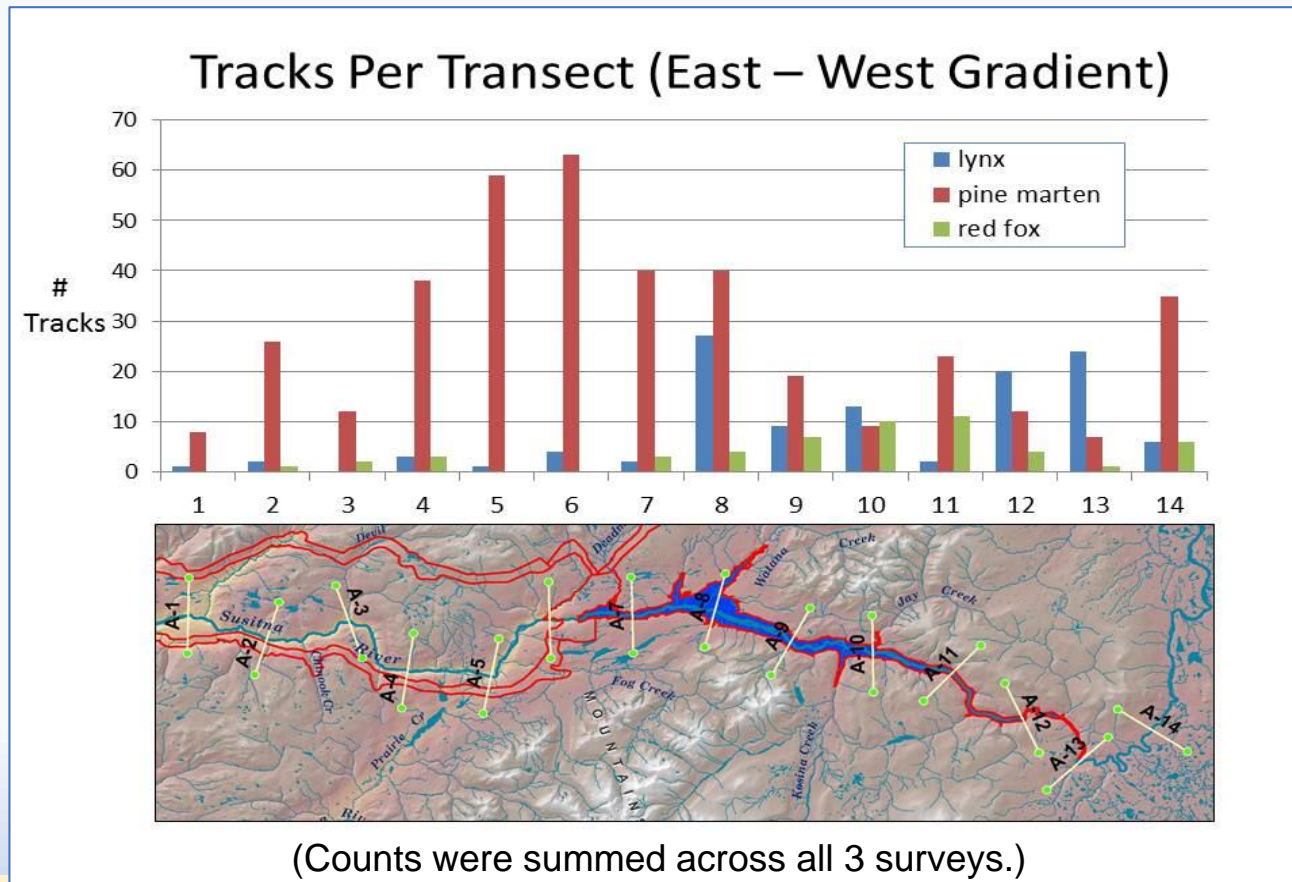 Tracks Per Transect (East – West Gradient)
70
60
50
40
30
20
10
0
#
Tracks
lynx
pine marten
red fox
1 2 3 4 5 6 7 8 9 10 11 12 13 14
Devil
Deadm
Watana Creek
Jay Creek
Susitna
River
Chinook Cr
Prairie Cr
Fog Creek
MOUNTAIN
Kosina Creek
Riv
A-1
A-2
A-3
A-4
A-5
A-7
A-8
A-9
A-10
A-11
A-12
A-13
A-14
(Counts were summed across all 3 surveys.)